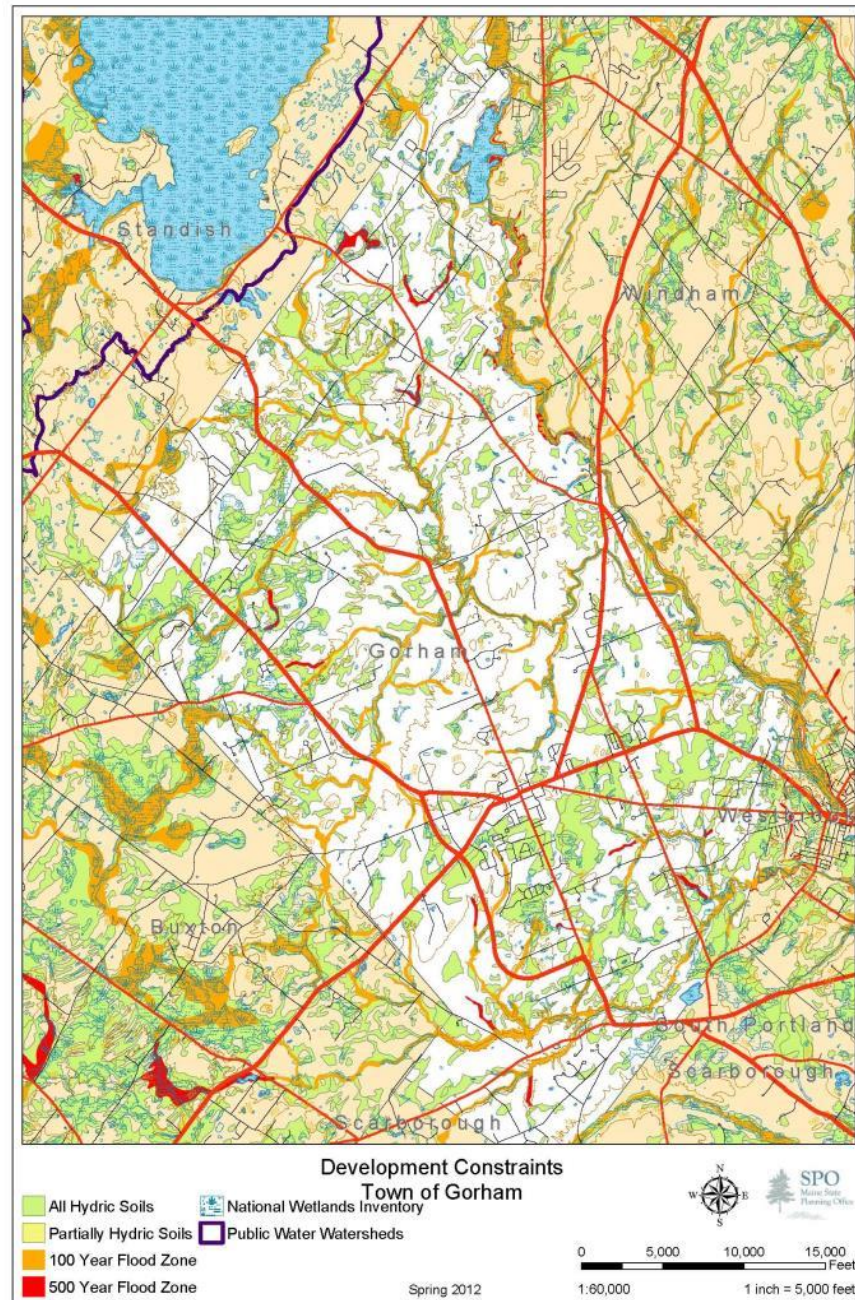 Standish
Windham
Gorham
Westbrook
Buxton
South Portland
Scarborough
Scarborough
Development Constraints
Town of Gorham
All Hydric Soils
Partially Hydric Soils
100 Year Flood Zone
500 Year Flood Zone
National Wetlands Inventory
Public Water Watersheds
Spring 2012
N
W
E
S
SPO
Maine State
Planning Office
0 5,000 10,000 15,000
Feet
1:60,000 1 inch = 5,000 feet